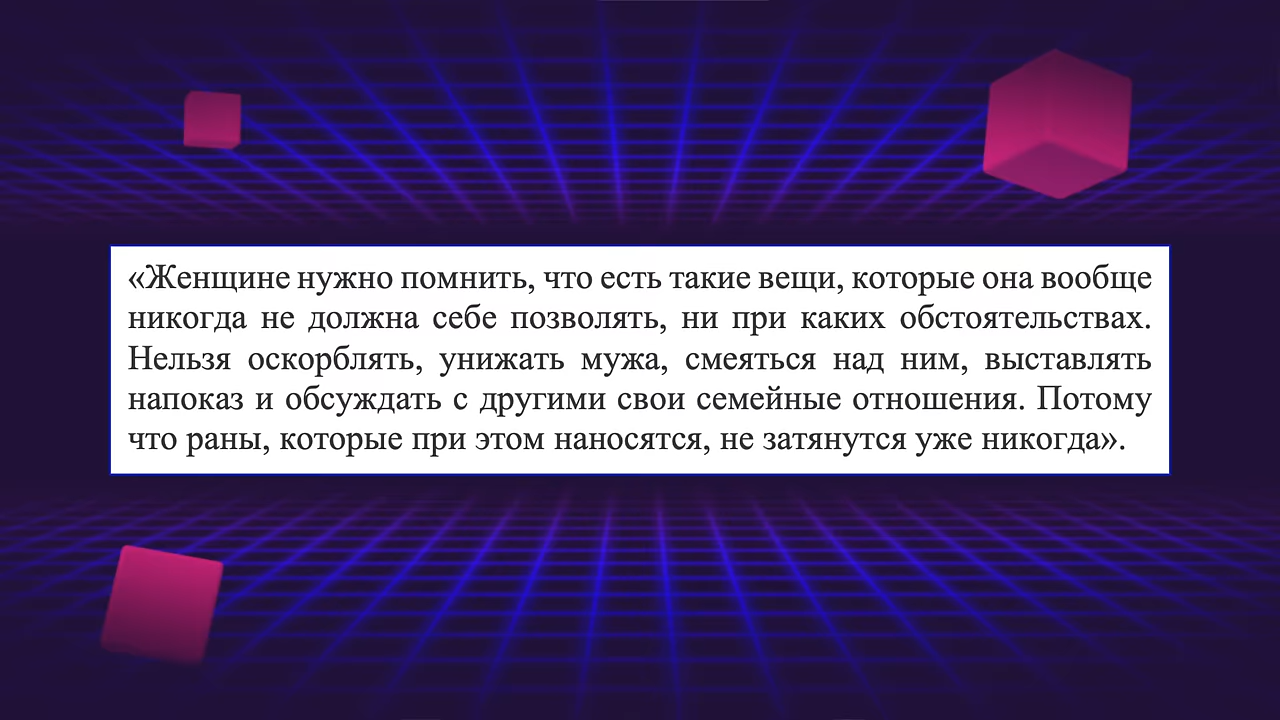 «Женщине нужно помнить, что есть такие вещи, которые она вообще
никогда не должна себе позволять, ни при каких обстоятельствах.
Нельзя оскорблять, унижать мужа, смеяться над ним, выставлять
напоказ и обсуждать с другими свои семейные отношения. Потому
что раны, которые при этом наносятся, не затянутся уже никогда».